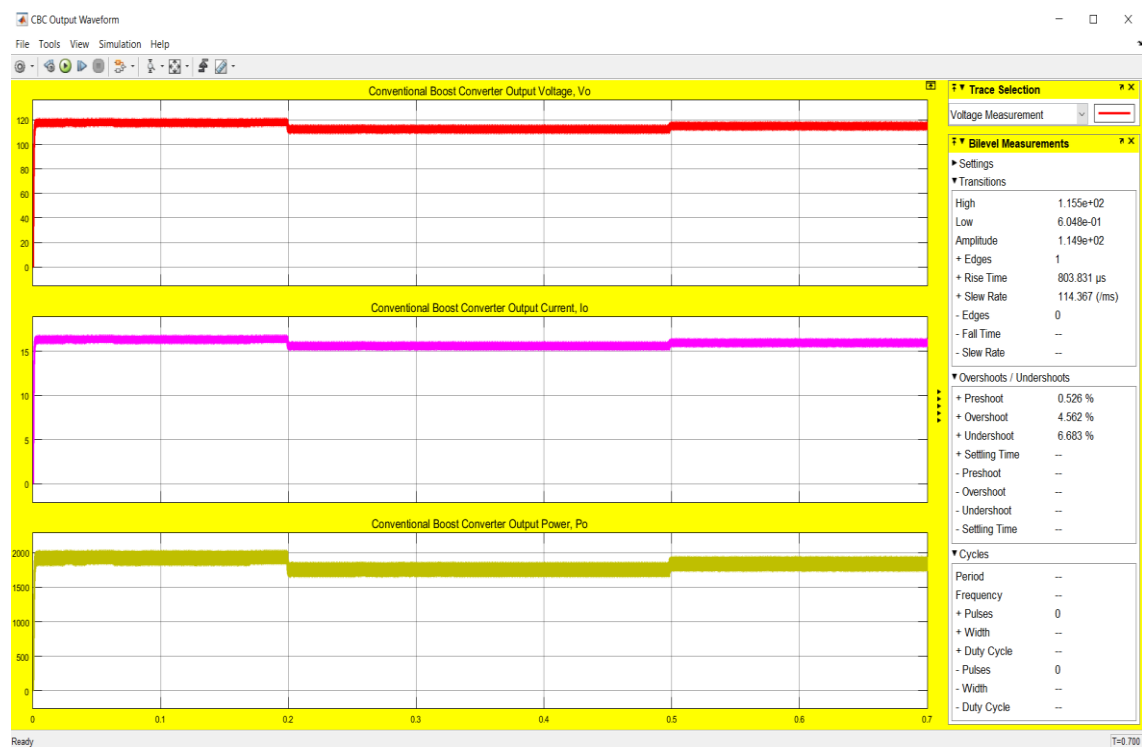 CBC Output Waveform
File Tools View Simulation Help
Conventional Boost Converter Output Voltage, Vo
120
100
80
60
40
20
0
Conventional Boost Converter Output Current, Io
15
10
5
0
Conventional Boost Converter Output Power, Po
2000
1500
1000
500
0
0 0.1 0.2 0.3 0.4 0.5 0.6 0.7
Trace Selection
Voltage Measurement
Bilevel Measurements
Settings
Transitions
High 1.155e+02
Low 6.048e-01
Amplitude 1.149e+02
+ Edges 1
+ Rise Time 803.831 µs
+ Slew Rate 114.367 (/ms)
- Edges 0
- Fall Time --
- Slew Rate --
Overshoots / Undershoots
+ Preshoot 0.526 %
+ Overshoot 4.562 %
+ Undershoot 6.683 %
+ Settling Time --
- Preshoot --
- Overshoot --
- Undershoot --
- Settling Time --
Cycles
Period --
Frequency --
+ Pulses 0
+ Width --
+ Duty Cycle --
- Pulses 0
- Width --
- Duty Cycle --
Ready T=0.700